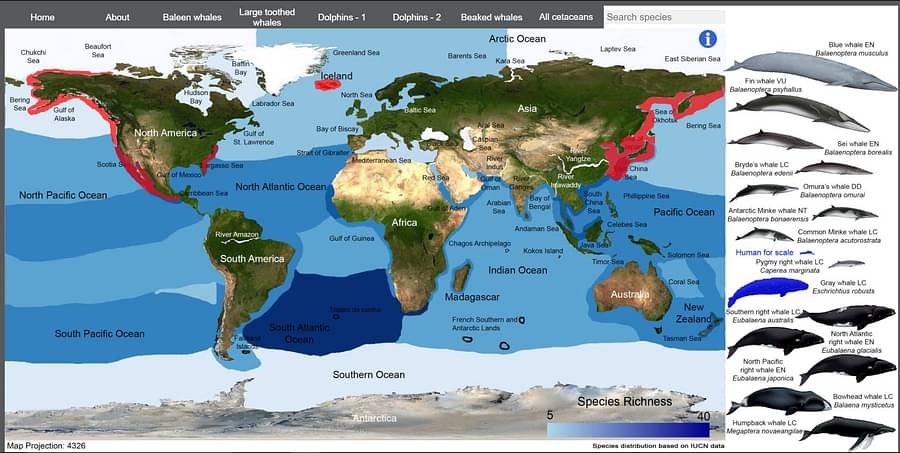 Home
About
Baleen whales
Large toothed
whales
Dolphins - 1
Dolphins - 2
Beaked whales
All cetaceans
Search species
i
Arctic Ocean
Chukchi
Sea
Beaufort
Sea
Baffin
Bay
Greenland Sea
Barents Sea
Kara Sea
Laptev Sea
East Siberian Sea
Bering
Sea
Gulf of
Alaska
Hudson
Bay
Labrador Sea
Iceland
North Sea
Baltic Sea
Asia
Sea of
Okhotsk
Bering Sea
North America
Gulf of
St. Lawrence
Bay of Biscay
Strait of Gibraltar
Mediterranean Sea
Aral Sea
Caspian
Sea
River
Indus
River
Yangtze
China
Sea
Gulf of Mexico
Caribbean Sea
North Pacific Ocean
North Atlantic Ocean
Red Sea
Gulf of
Oman
River
Ganges
River
Irrawaddy
Arabian
Sea
Bay of
Bengal
South
China
Sea
Philippine Sea
Pacific Ocean
Africa
Gulf of Aden
Andaman Sea
Celebes Sea
River Amazon
Gulf of Guinea
Chagos Archipelago
Kokos Island
Java Sea
Solomon Sea
South America
Indian Ocean
Timor Sea
Coral Sea
Madagascar
Australia
New
Zealand
Tristan da cunha
South Pacific Ocean
South Atlantic
Ocean
French Southern and
Antarctic Lands
Tasman Sea
Falkland
Islands
Southern Ocean
Antarctica
Species Richness
5
40
Map Projection: 4326
Species distribution based on IUCN data
Blue whale EN
Balaenoptera musculus
Fin whale VU
Balaenoptera psyhallus
Sei whale EN
Balaenoptera borealis
Bryde's whale LC
Balaenoptera edenii
Omura's whale DD
Balaenoptera omurai
Antarctic Minke whale NT
Balaenoptera bonaerensis
Common Minke whale LC
Balaenoptera acutorostrata
Human for scale
Pygmy right whale LC
Caperea marginata
Gray whale LC
Eschrichtius robusts
Southern right whale LC
Eubalaena australis
North Atlantic
right whale EN
Eubalaena glacialis
North Pacific
right whale EN
Eubalaena japonica
Bowhead whale LC
Balaena mysticetus
Humpback whale LC
Megaptera novaeangilae